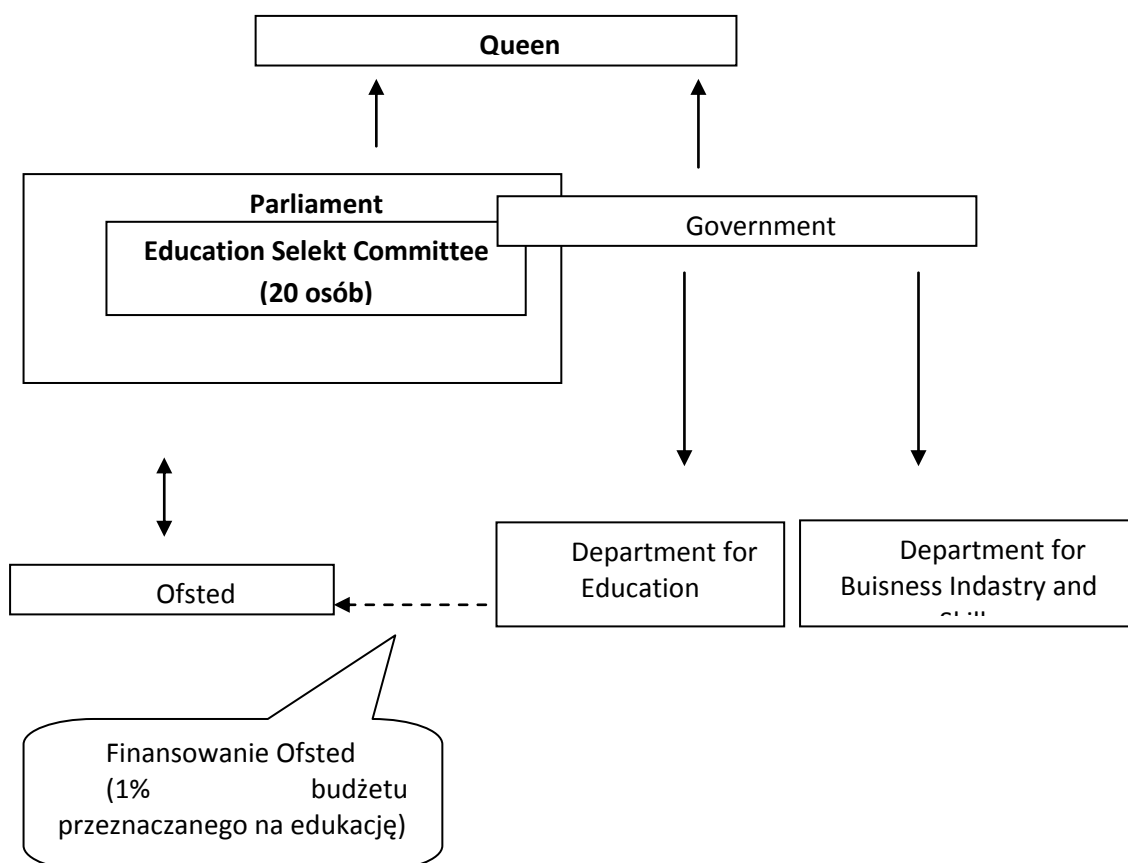 Queen
Parliament
Education Selekt Committee
(20 osób)
Government
Department for
Education
Department for
Buisness Indastry and
Ofsted
Finansowanie Ofsted
(1% budżetu
przeznaczanego na edukację)